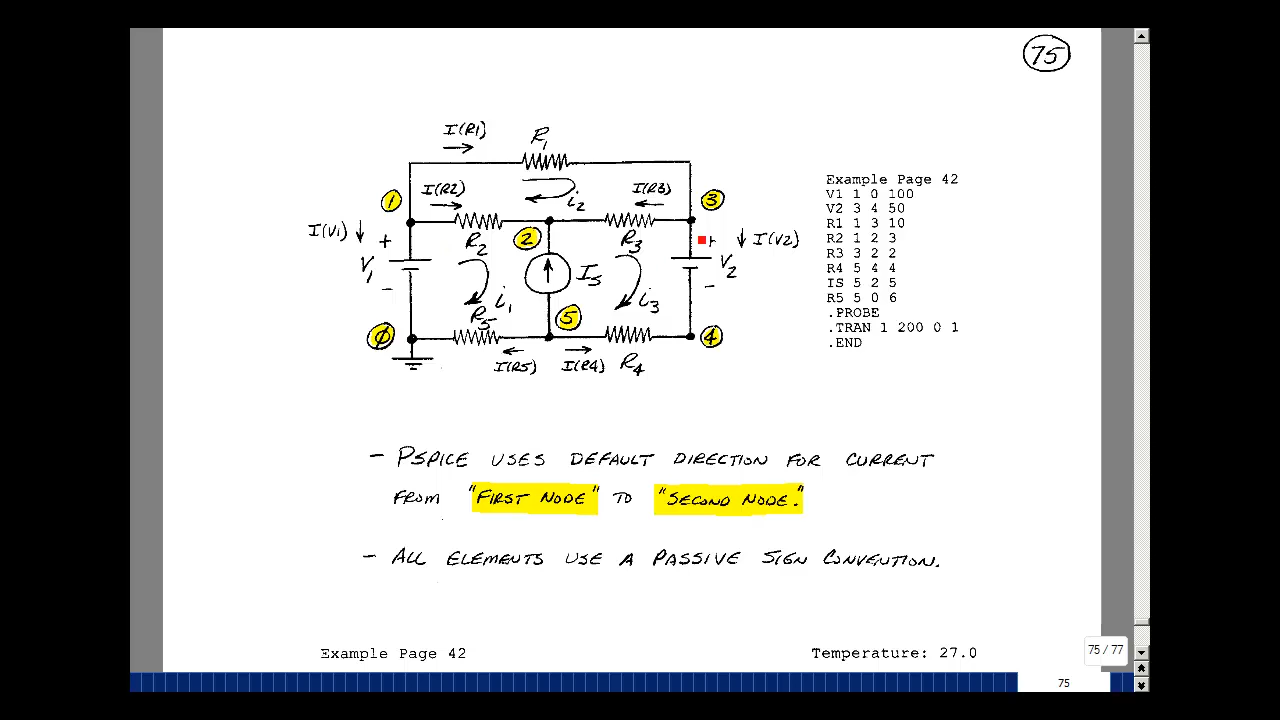 75
I(R1)
R1
1
I(R2)
i2
I(R3)
3
I(V1)
+
V1
-
R2
2
R3
+
I(V2)
V2
-
IS
i1
i3
R5
5
0
4
I(R5)
I(R4)
R4
Example Page 42
V1 1 0 100
V2 3 4 50
R1 1 3 10
R2 1 2 3
R3 3 2 2
R4 5 4 4
IS 5 2 5
R5 5 0 6
.PROBE
.TRAN 1 200 0 1
.END
- PSPICE USES DEFAULT DIRECTION FOR CURRENT
FROM "FIRST NODE" TO "SECOND NODE."
- ALL ELEMENTS USE A PASSIVE SIGN CONVENTION.
Example Page 42
Temperature: 27.0
75 / 77
75